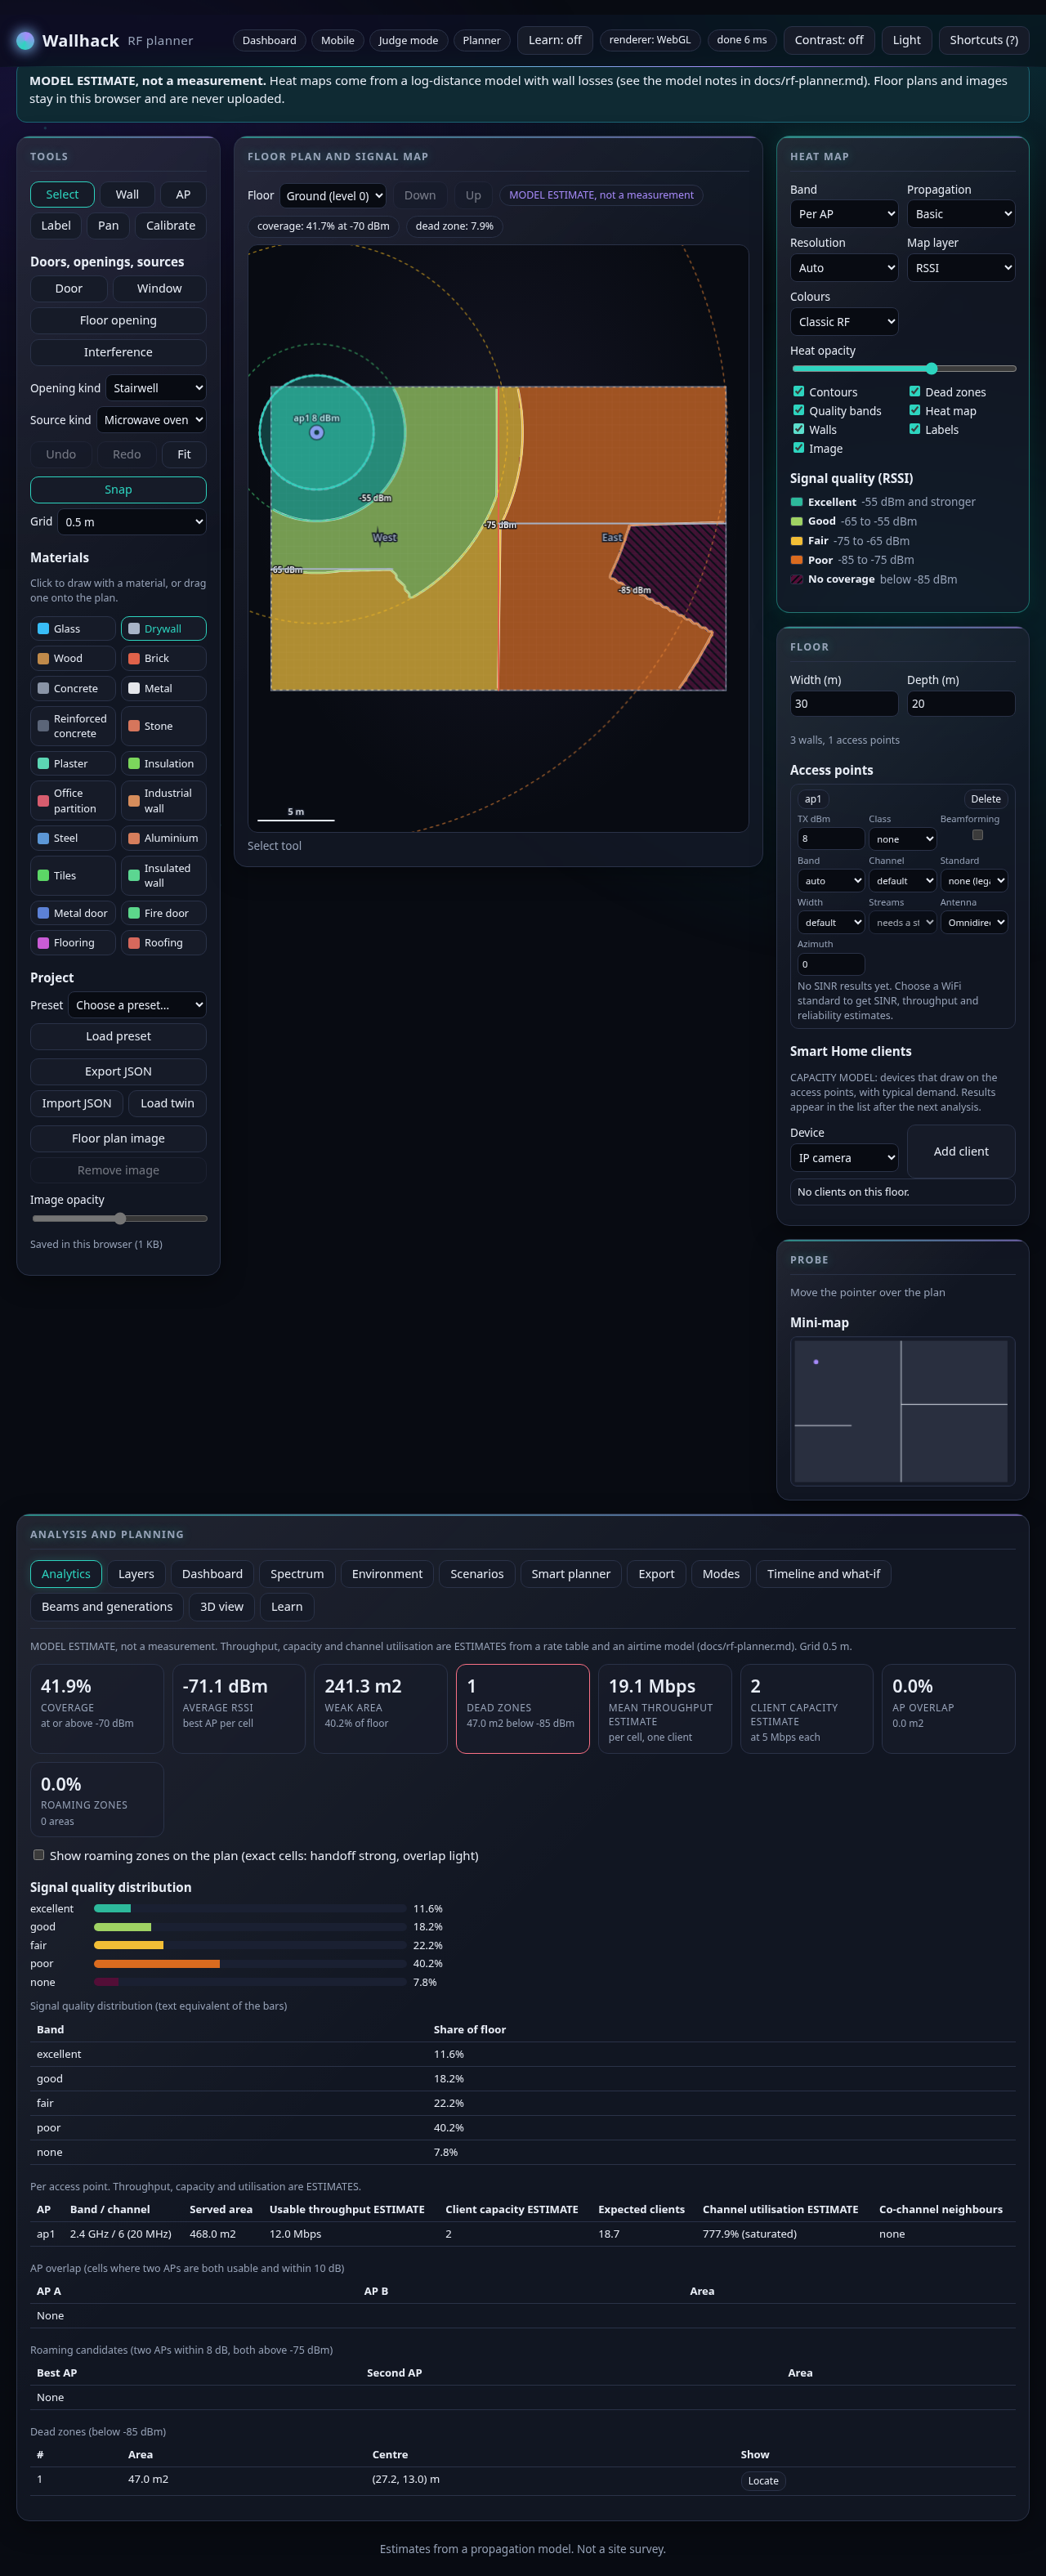 Wallhack RF planner
Dashboard Mobile Judge mode Planner Learn: off renderer: WebGL done 6 ms Contrast: off Light Shortcuts (?)
MODEL ESTIMATE, not a measurement. Heat maps come from a log-distance model with wall losses (see the model notes in docs/rf-planner.md). Floor plans and images
stay in this browser and are never uploaded.
TOOLS
Select Wall AP
Label Pan Calibrate
Doors, openings, sources
Door Window
Floor opening
Interference
Opening kind Stairwell
Source kind Microwave oven
Undo Redo Fit
Snap
Grid 0.5 m
Materials
Click to draw with a material, or drag
one onto the plan.
Glass Drywall
Wood Brick
Concrete Metal
Reinforced
concrete
Stone
Plaster Insulation
Office
partition
Industrial
wall
Steel Aluminium
Tiles
Insulated
wall
Metal door Fire door
Flooring Roofing
Project
Preset Choose a preset...
Load preset
Export JSON
Import JSON Load twin
Floor plan image
Remove image
Image opacity
Saved in this browser (1 KB)
FLOOR PLAN AND SIGNAL MAP
Floor Ground (level 0) Down Up MODEL ESTIMATE, not a measurement
coverage: 41.7% at -70 dBm dead zone: 7.9%
ap1 8 dBm
-55 dBm
-75 dBm
West
East
-65 dBm
-85 dBm
5 m
Select tool
HEAT MAP
Band Propagation
Per AP Basic
Resolution Map layer
Auto RSSI
Colours
Classic RF
Heat opacity
Contours Dead zones
Quality bands Heat map
Walls Labels
Image
Signal quality (RSSI)
Excellent -55 dBm and stronger
Good -65 to -55 dBm
Fair -75 to -65 dBm
Poor -85 to -75 dBm
No coverage below -85 dBm
FLOOR
Width (m) Depth (m)
30 20
3 walls, 1 access points
Access points
ap1 Delete
TX dBm Class Beamforming
8 none
Band Channel Standard
auto default none (lega
Width Streams Antenna
default needs a st Omnidirec
Azimuth
0
No SINR results yet. Choose a WiFi
standard to get SINR, throughput and
reliability estimates.
Smart Home clients
CAPACITY MODEL: devices that draw on the
access points, with typical demand. Results
appear in the list after the next analysis.
Device
IP camera Add client
No clients on this floor.
PROBE
Move the pointer over the plan
Mini-map
ANALYSIS AND PLANNING
Analytics Layers Dashboard Spectrum Environment Scenarios Smart planner Export Modes Timeline and what-if
Beams and generations 3D view Learn
MODEL ESTIMATE, not a measurement. Throughput, capacity and channel utilisation are ESTIMATES from a rate table and an airtime model (docs/rf-planner.md). Grid 0.5 m.
41.9%
COVERAGE
at or above -70 dBm
-71.1 dBm
AVERAGE RSSI
best AP per cell
241.3 m2
WEAK AREA
40.2% of floor
1
DEAD ZONES
47.0 m2 below -85 dBm
19.1 Mbps
MEAN THROUGHPUT
ESTIMATE
per cell, one client
2
CLIENT CAPACITY
ESTIMATE
at 5 Mbps each
0.0%
AP OVERLAP
0.0 m2
0.0%
ROAMING ZONES
0 areas
Show roaming zones on the plan (exact cells: handoff strong, overlap light)
Signal quality distribution
excellent 11.6%
good 18.2%
fair 22.2%
poor 40.2%
none 7.8%
Signal quality distribution (text equivalent of the bars)
Band Share of floor
excellent 11.6%
good 18.2%
fair 22.2%
poor 40.2%
none 7.8%
Per access point. Throughput, capacity and utilisation are ESTIMATES.
AP Band / channel Served area Usable throughput ESTIMATE Client capacity ESTIMATE Expected clients Channel utilisation ESTIMATE Co-channel neighbours
ap1 2.4 GHz / 6 (20 MHz) 468.0 m2 12.0 Mbps 2 18.7 777.9% (saturated) none
AP overlap (cells where two APs are both usable and within 10 dB)
AP A AP B Area
None
Roaming candidates (two APs within 8 dB, both above -75 dBm)
Best AP Second AP Area
None
Dead zones (below -85 dBm)
# Area Centre Show
1 47.0 m2 (27.2, 13.0) m Locate
Estimates from a propagation model. Not a site survey.